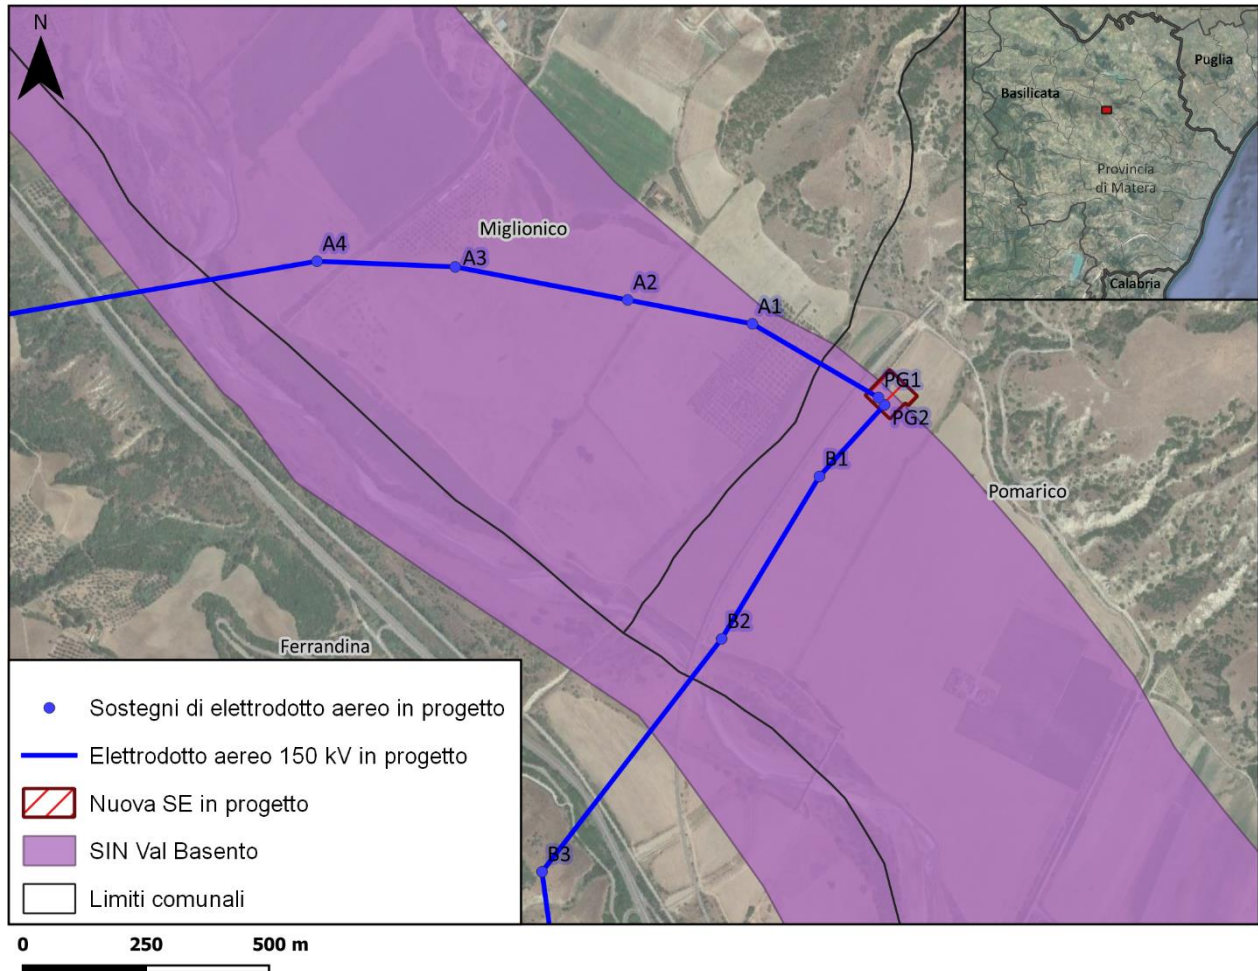 N
Puglia
Basilicata
Provincia
di Matera
Calabria
Miglionico
A4
A3
A2
A1
PG1
PG2
B1
Pomarico
B2
Ferrandina
B3
Sostegni di elettrodotto aereo in progetto
Elettrodotto aereo 150 kV in progetto
Nuova SE in progetto
SIN Val Basento
Limiti comunali
0 250 500 m